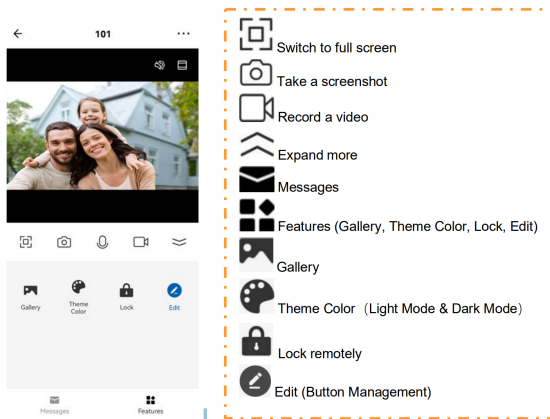 101
Gallery
Theme
Color
Lock
Edit
Messages
Features
Switch to full screen
Take a screenshot
Record a video
Expand more
Messages
Features (Gallery, Theme Color, Lock, Edit)
Gallery
Theme Color（Light Mode & Dark Mode）
Lock remotely
Edit (Button Management)